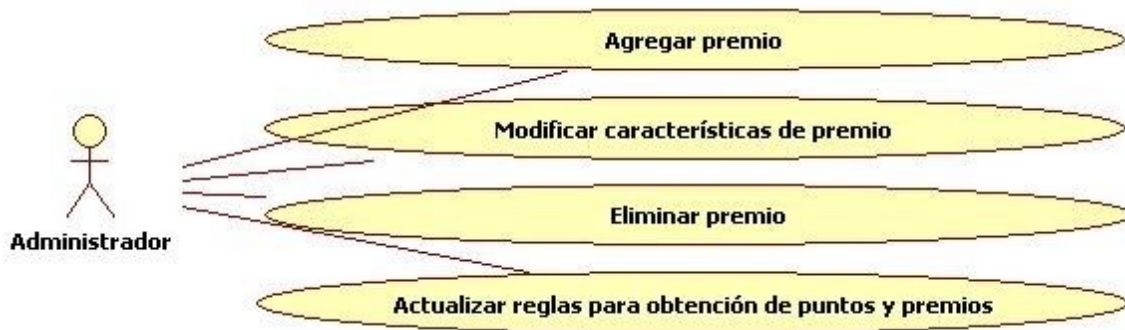 Agregar premio
Modificar características de premio
Eliminar premio
Administrador
Actualizar reglas para obtención de puntos y premios